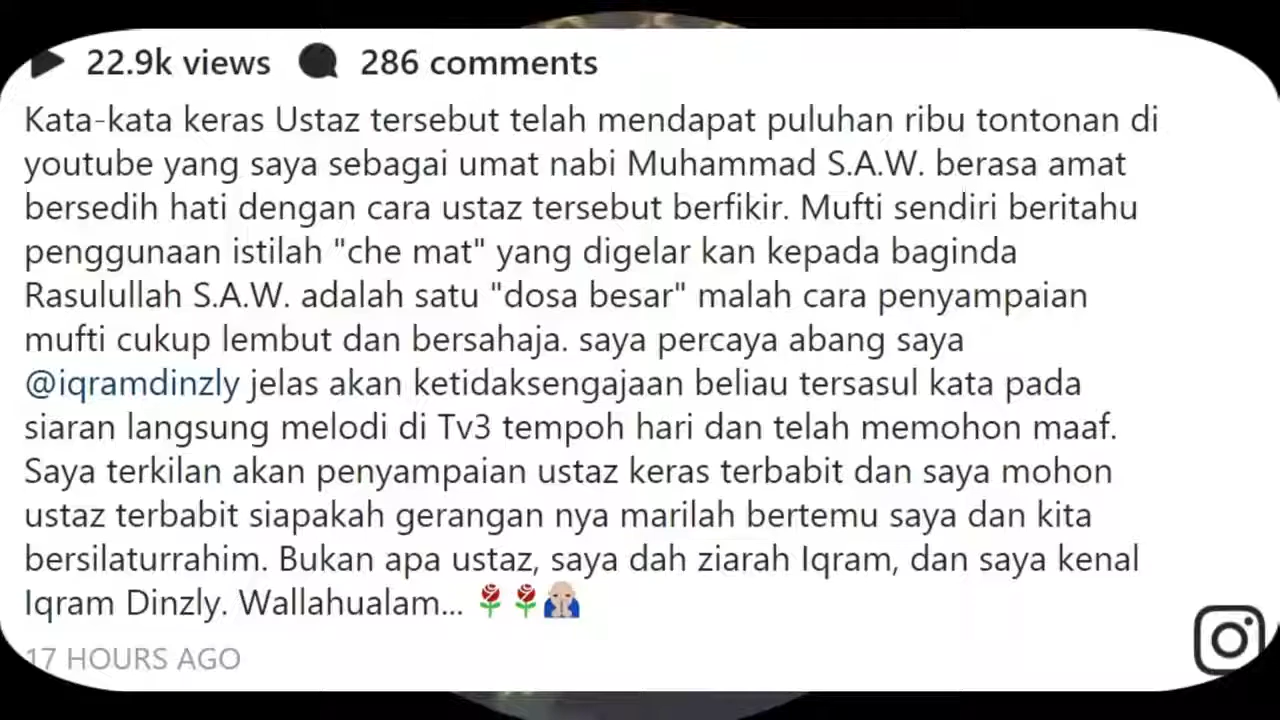 22.9k views 286 comments
Kata-kata keras Ustaz tersebut telah mendapat puluhan ribu tontonan di
youtube yang saya sebagai umat nabi Muhammad S.A.W. berasa amat
bersedih hati dengan cara ustaz tersebut berfikir. Mufti sendiri beritahu
penggunaan istilah "che mat" yang digelar kan kepada baginda
Rasulullah S.A.W. adalah satu "dosa besar" malah cara penyampaian
mufti cukup lembut dan bersahaja. saya percaya abang saya
@iqramdinzly jelas akan ketidaksengajaan beliau tersasul kata pada
siaran langsung melodi di Tv3 tempoh hari dan telah memohon maaf.
Saya terkilan akan penyampaian ustaz keras terbabit dan saya mohon
ustaz terbabit siapakah gerangan nya marilah bertemu saya dan kita
bersilaturrahim. Bukan apa ustaz, saya dah ziarah Iqram, dan saya kenal
Iqram Dinzly. Wallahualam... 🌹🌹🙏
17 HOURS AGO